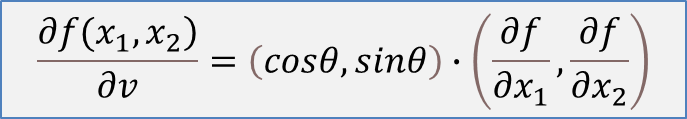 ∂f(x₁, x₂)/∂v = (cosθ, sinθ) · (∂f/∂x₁, ∂f/∂x₂)